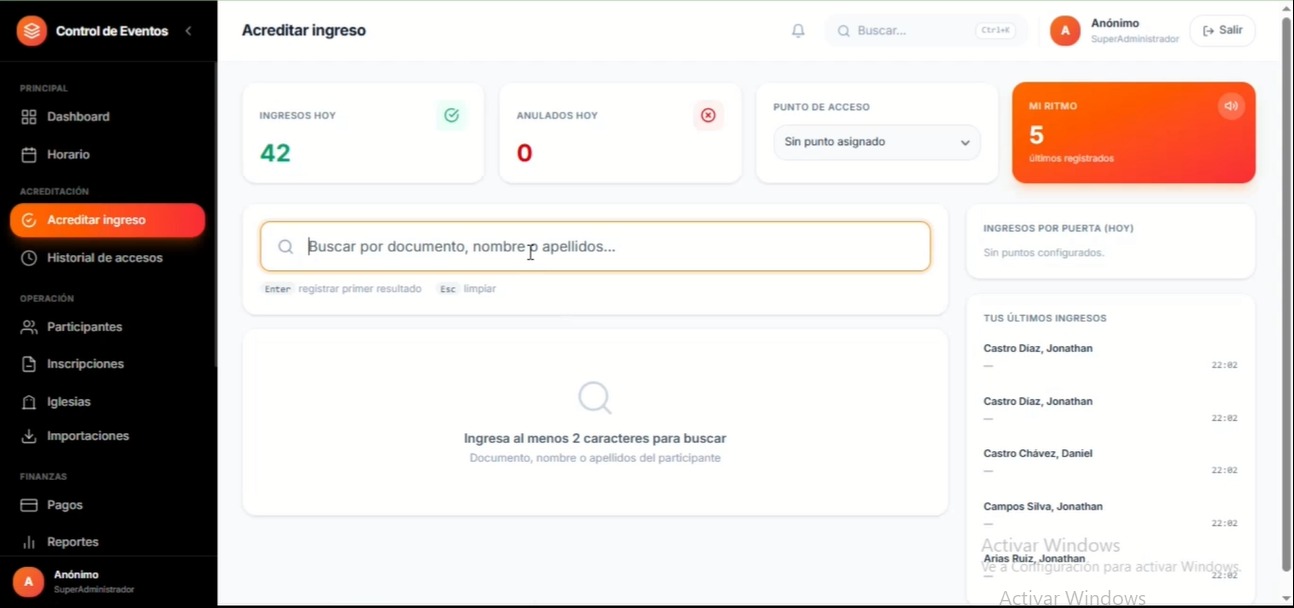 Control de Eventos
PRINCIPAL
Dashboard
Horario
ACREDITACIÓN
Acreditar ingreso
Historial de accesos
OPERACIÓN
Participantes
Inscripciones
Iglesias
Importaciones
FINANZAS
Pagos
Reportes
A
Anónimo
SuperAdministrador
Acreditar ingreso
Buscar...
Ctrl+K
A
Anónimo
SuperAdministrador
Salir
INGRESOS HOY
42
ANULADOS HOY
0
PUNTO DE ACCESO
Sin punto asignado
MI RITMO
5
últimos registrados
Buscar por documento, nombre o apellidos...
Enter registrar primer resultado Esc limpiar
Ingresa al menos 2 caracteres para buscar
Documento, nombre o apellidos del participante
INGRESOS POR PUERTA (HOY)
Sin puntos configurados.
TUS ÚLTIMOS INGRESOS
Castro Díaz, Jonathan
— 22:02
Castro Díaz, Jonathan
— 22:02
Castro Chávez, Daniel
— 22:02
Campos Silva, Jonathan
— 22:02
Arias Ruiz, Jonathan
— 22:02
Activar Windows
Ve a Configuración para activar Windows.
Activar Windows